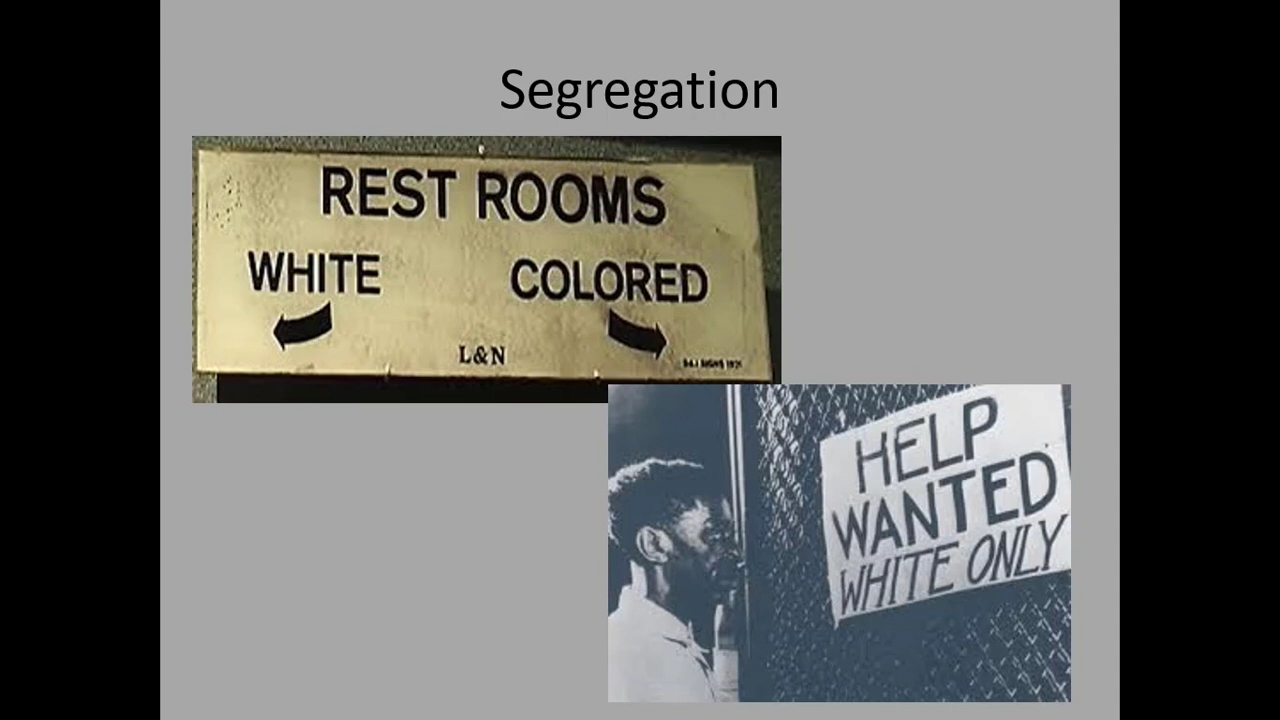 Segregation
REST ROOMS
WHITE COLORED
L&N
HELP
WANTED
WHITE ONLY